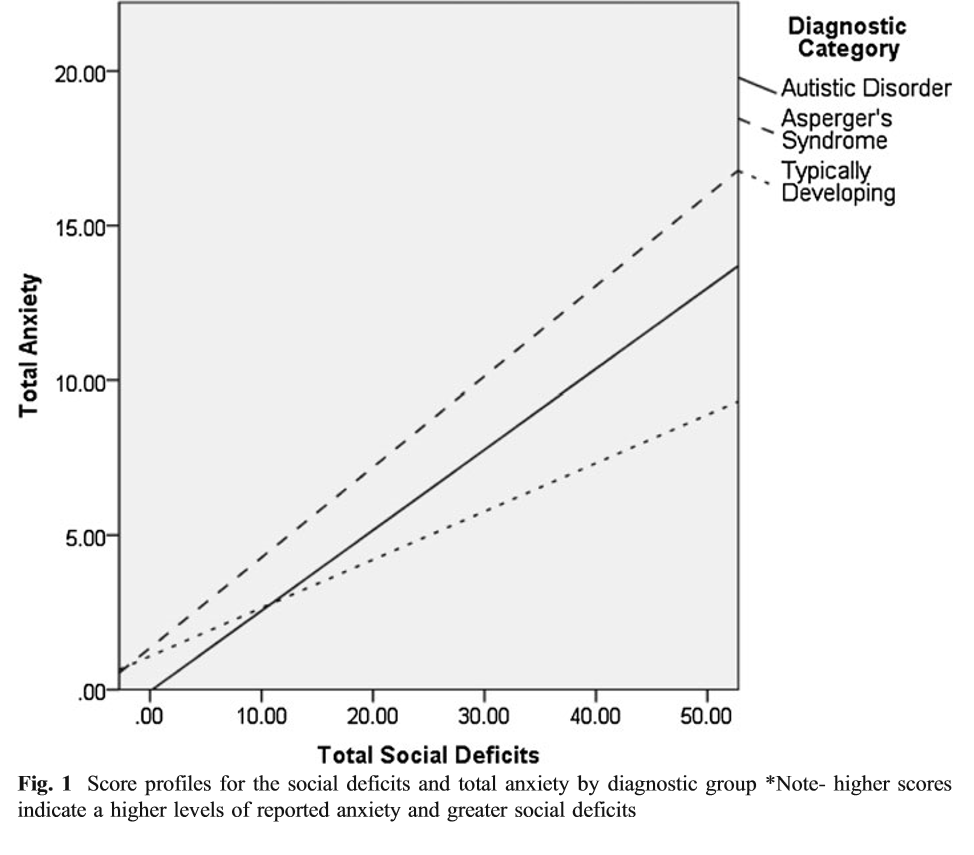 Diagnostic
Category
20.00
Autistic Disorder
Asperger's
Syndrome
Typically
Developing
15.00
Total Anxiety
10.00
5.00
.00
.00 10.00 20.00 30.00 40.00 50.00
Total Social Deficits
Fig. 1 Score profiles for the social deficits and total anxiety by diagnostic group *Note- higher scores
indicate a higher levels of reported anxiety and greater social deficits